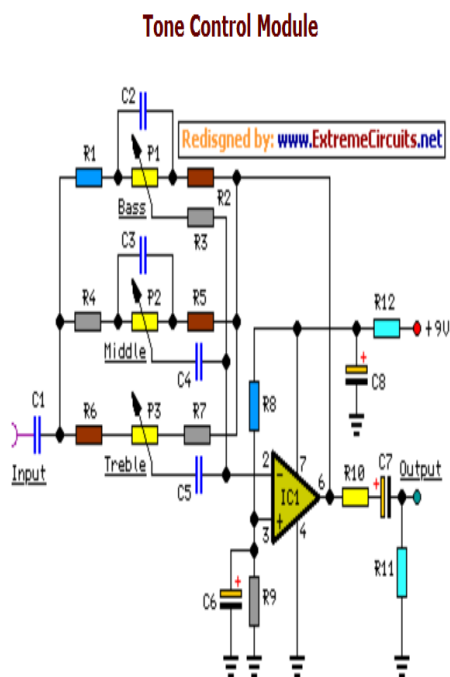 Tone Control Module
C2
Redisgned by: www.ExtremeCircuits.net
R1
P1
R2
Bass
R3
C3
R4
P2
R5
R12
+9V
Middle
C4
C8
C1
R6
P3
R7
R8
Input
Treble
C5
2
7
6
R10
C7
Output
IC1
-
+
3
4
R11
C6
R9
+
+
+